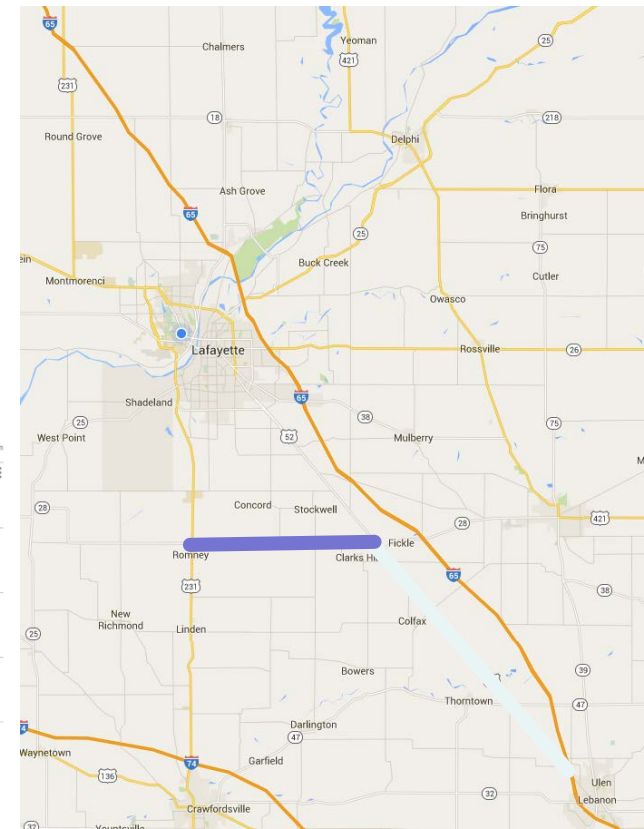 65
Chalmers
Yeoman
421
25
231
18
218
Delphi
Round Grove
Ash Grove
Flora
65
Bringhurst
25
75
Buck Creek
Cutler
Montmorenci
Owasco
Lafayette
Rossville
26
65
Shadeland
38
75
25
52
West Point
Mulberry
28
Concord
Stockwell
28
421
Fickle
Romney
Clarks
65
231
38
New
Richmond
Colfax
25
Linden
Bowers
39
Thorntown
47
Darlington
47
Garfield
74
Waynetown
136
Ulen
32
Lebanon
Crawfordsville
32